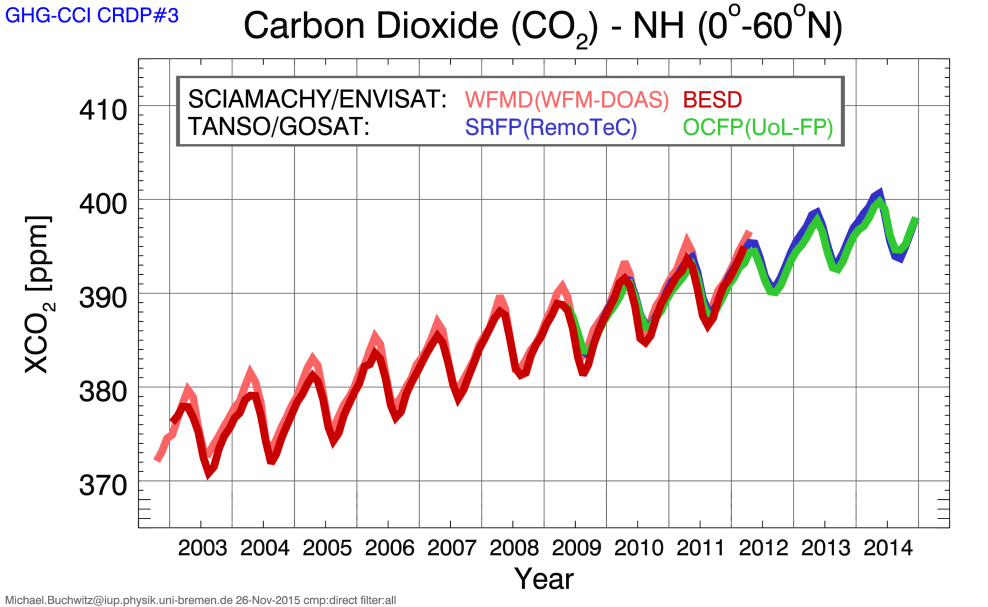 GHG-CCI CRDP#3
Carbon Dioxide (CO₂) - NH (0°-60°N)
SCIAMACHY/ENVISAT: WFMD(WFM-DOAS) BESD
TANSO/GOSAT: SRFP(RemoTeC) OCFP(UoL-FP)
XCO₂ [ppm]
410
400
390
380
370
2003 2004 2005 2006 2007 2008 2009 2010 2011 2012 2013 2014
Year
Michael.Buchwitz@iup.physik.uni-bremen.de 26-Nov-2015 cmp:direct filter:all